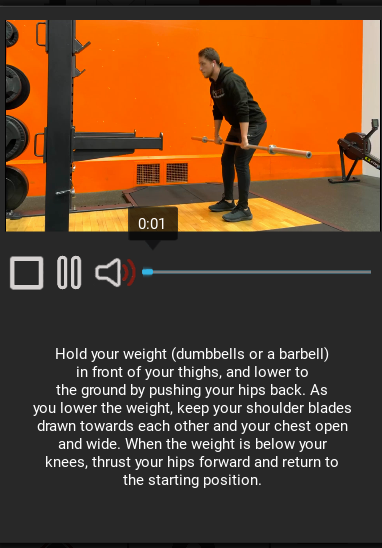 0:01
Hold your weight (dumbbells or a barbell)
in front of your thighs, and lower to
the ground by pushing your hips back. As
you lower the weight, keep your shoulder blades
drawn towards each other and your chest open
and wide. When the weight is below your
knees, thrust your hips forward and return to
the starting position.